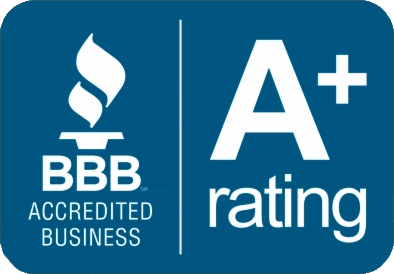 BBB
ACCREDITED
BUSINESS
A+
rating